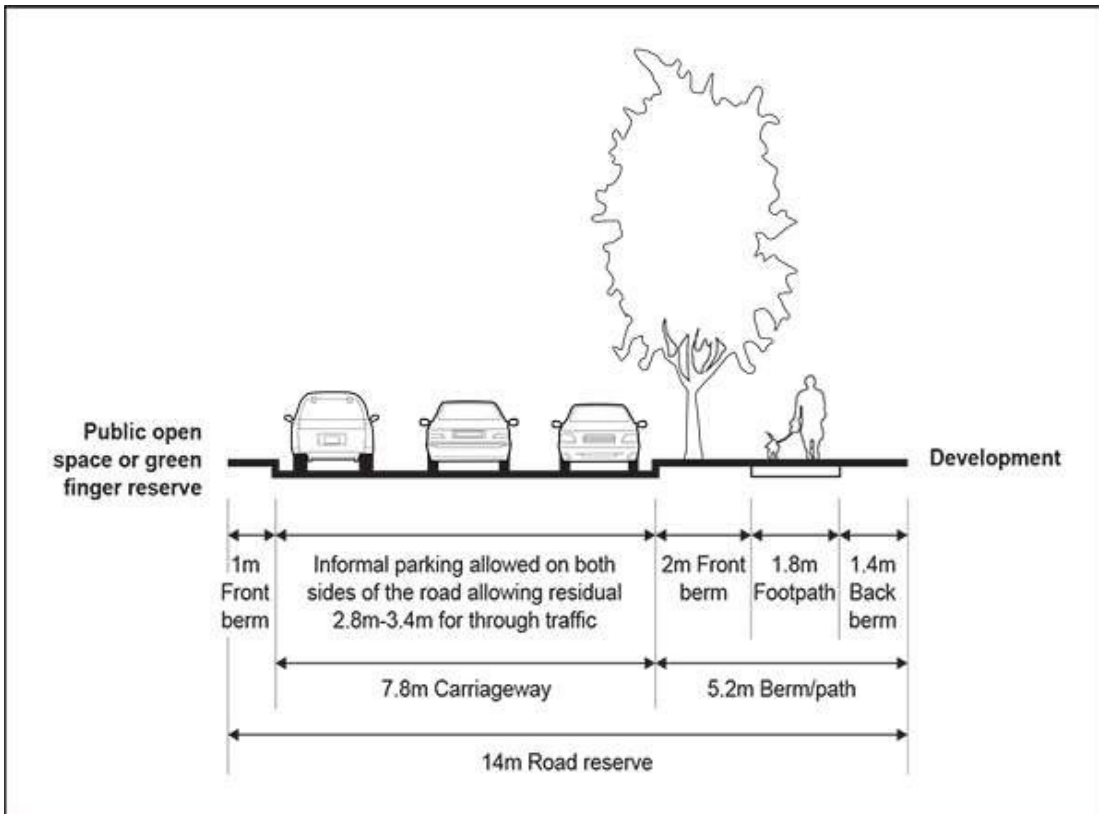 Public open
space or green
finger reserve
Development
1m
Front
berm
Informal parking allowed on both
sides of the road allowing residual
2.8m-3.4m for through traffic
2m Front
berm
1.8m
Footpath
1.4m
Back
berm
7.8m Carriageway
5.2m Berm/path
14m Road reserve